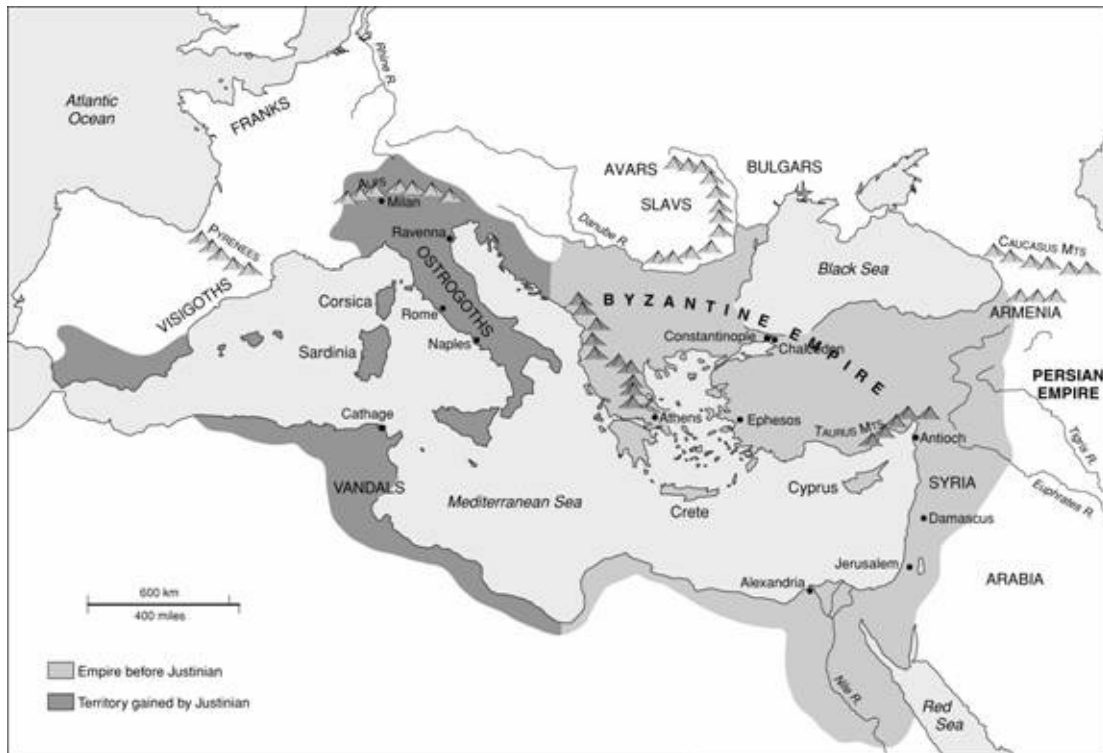 Atlantic
Ocean
FRANKS
Rhine R.
AVARS
BULGARS
SLAVS
ALPS
Milan
Danube R.
PYRENEES
Ravenna
CAUCASUS MTS
Black Sea
VISIGOTHS
OSTROGOTHS
BYZANTINE EMPIRE
ARMENIA
Corsica
Rome
Constantinople
Chalcedon
Sardinia
Naples
PERSIAN
EMPIRE
Cathage
Athens
Ephesos
TAURUS MTS
Antioch
Tigris R.
VANDALS
Mediterranean Sea
Cyprus
SYRIA
Euphrates R.
Crete
Damascus
Jerusalem
ARABIA
Alexandria
600 km
400 miles
Nile R.
Red
Sea
Empire before Justinian
Territory gained by Justinian